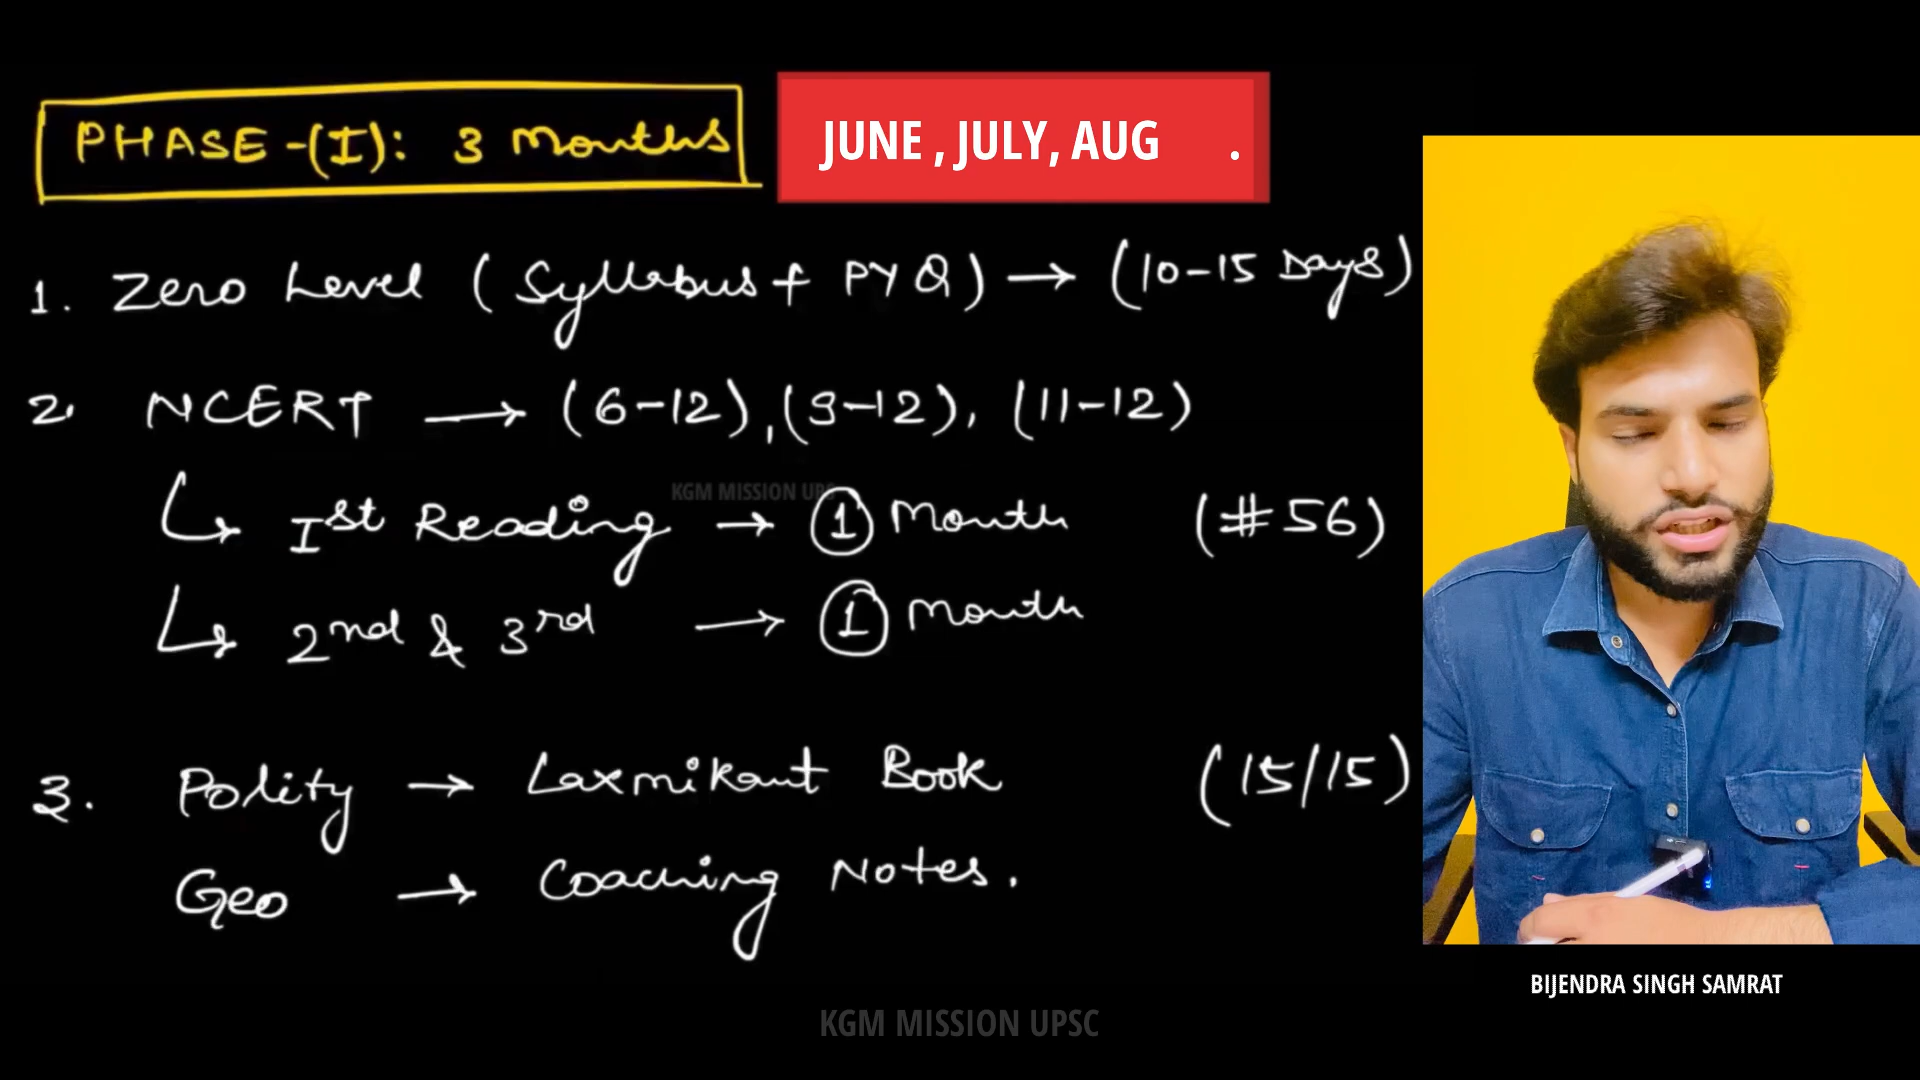 PHASE-(I): 3 Months
JUNE , JULY, AUG .
1. Zero Level (Syllabus + PYQ) → (10-15 Days)
2. NCERT → (6-12), (9-12), (11-12)
↳ Ist Reading → ① Month (#56)
↳ 2nd & 3rd → ① Month
3. Polity → Laxmikant Book (15/15)
Geo → Coaching Notes.
KGM MISSION UPSC
BIJENDRA SINGH SAMRAT
KGM MISSION UPSC